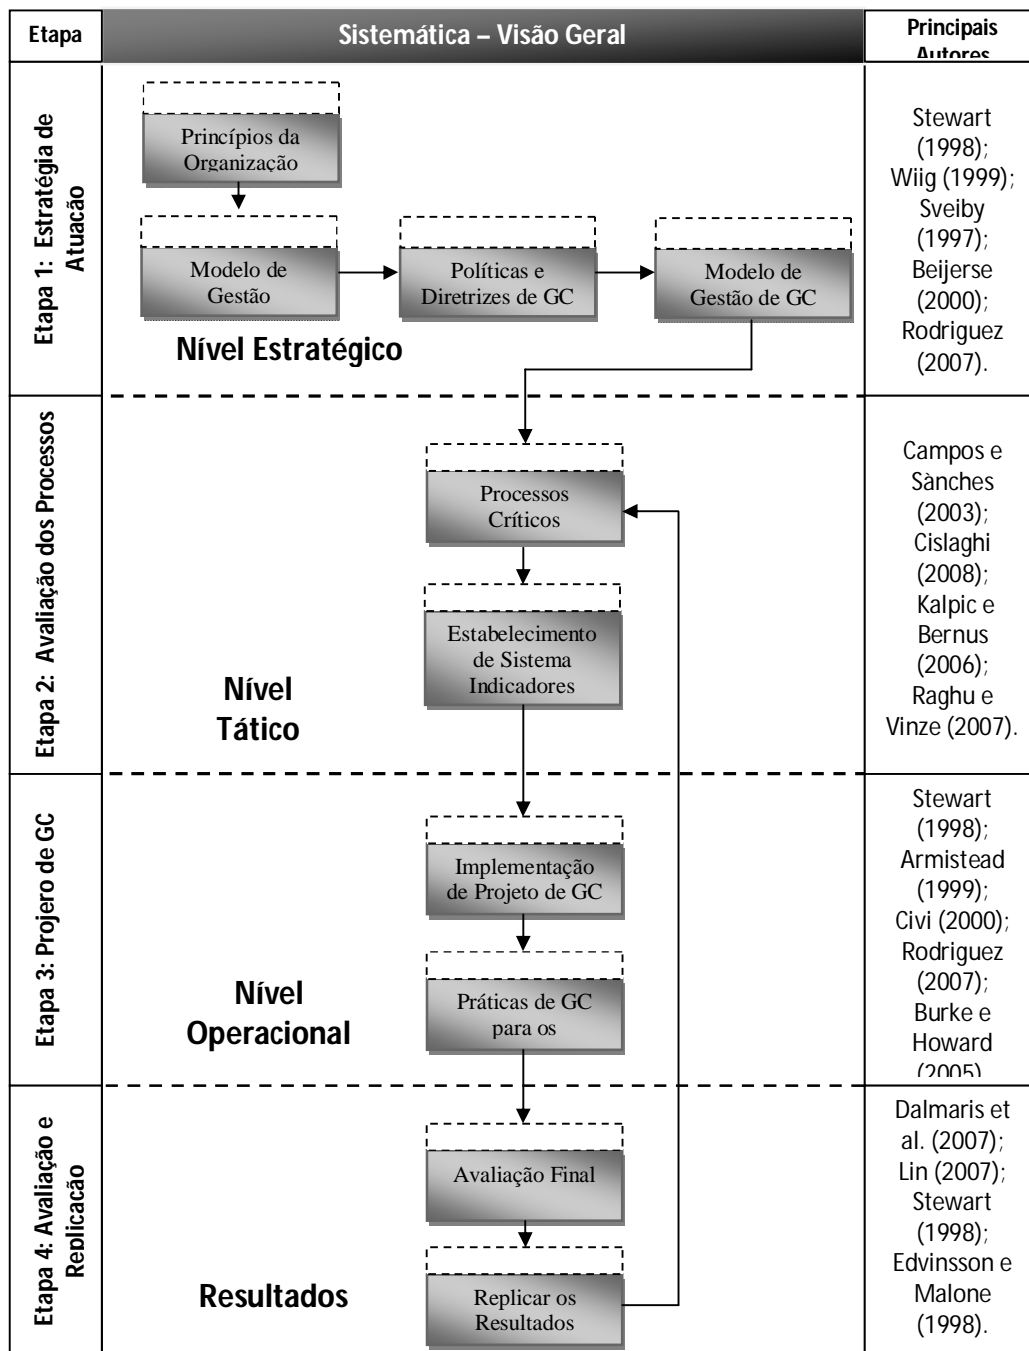 Etapa
Sistemática – Visão Geral
Principais
Autores
Etapa 1: Estratégia de
Atuação
Princípios da
Organização
Modelo de
Gestão
Políticas e
Diretrizes de GC
Modelo de
Gestão de GC
Nível Estratégico
Stewart
(1998);
Wiig (1999);
Sveiby
(1997);
Beijerse
(2000);
Rodriguez
(2007).
Etapa 2: Avaliação dos Processos
Processos
Críticos
Estabelecimento
de Sistema
Indicadores
Nível
Tático
Campos e
Sànches
(2003);
Cislaghi
(2008);
Kalpic e
Bernus
(2006);
Raghu e
Vinze (2007).
Etapa 3: Projero de GC
Implementação
de Projeto de GC
Práticas de GC
para os
Nível
Operacional
Stewart
(1998);
Armistead
(1999);
Civi (2000);
Rodriguez
(2007);
Burke e
Howard
(2005)
Etapa 4: Avaliação e
Replicação
Avaliação Final
Replicar os
Resultados
Resultados
Dalmaris et
al. (2007);
Lin (2007);
Stewart
(1998);
Edvinsson e
Malone
(1998).